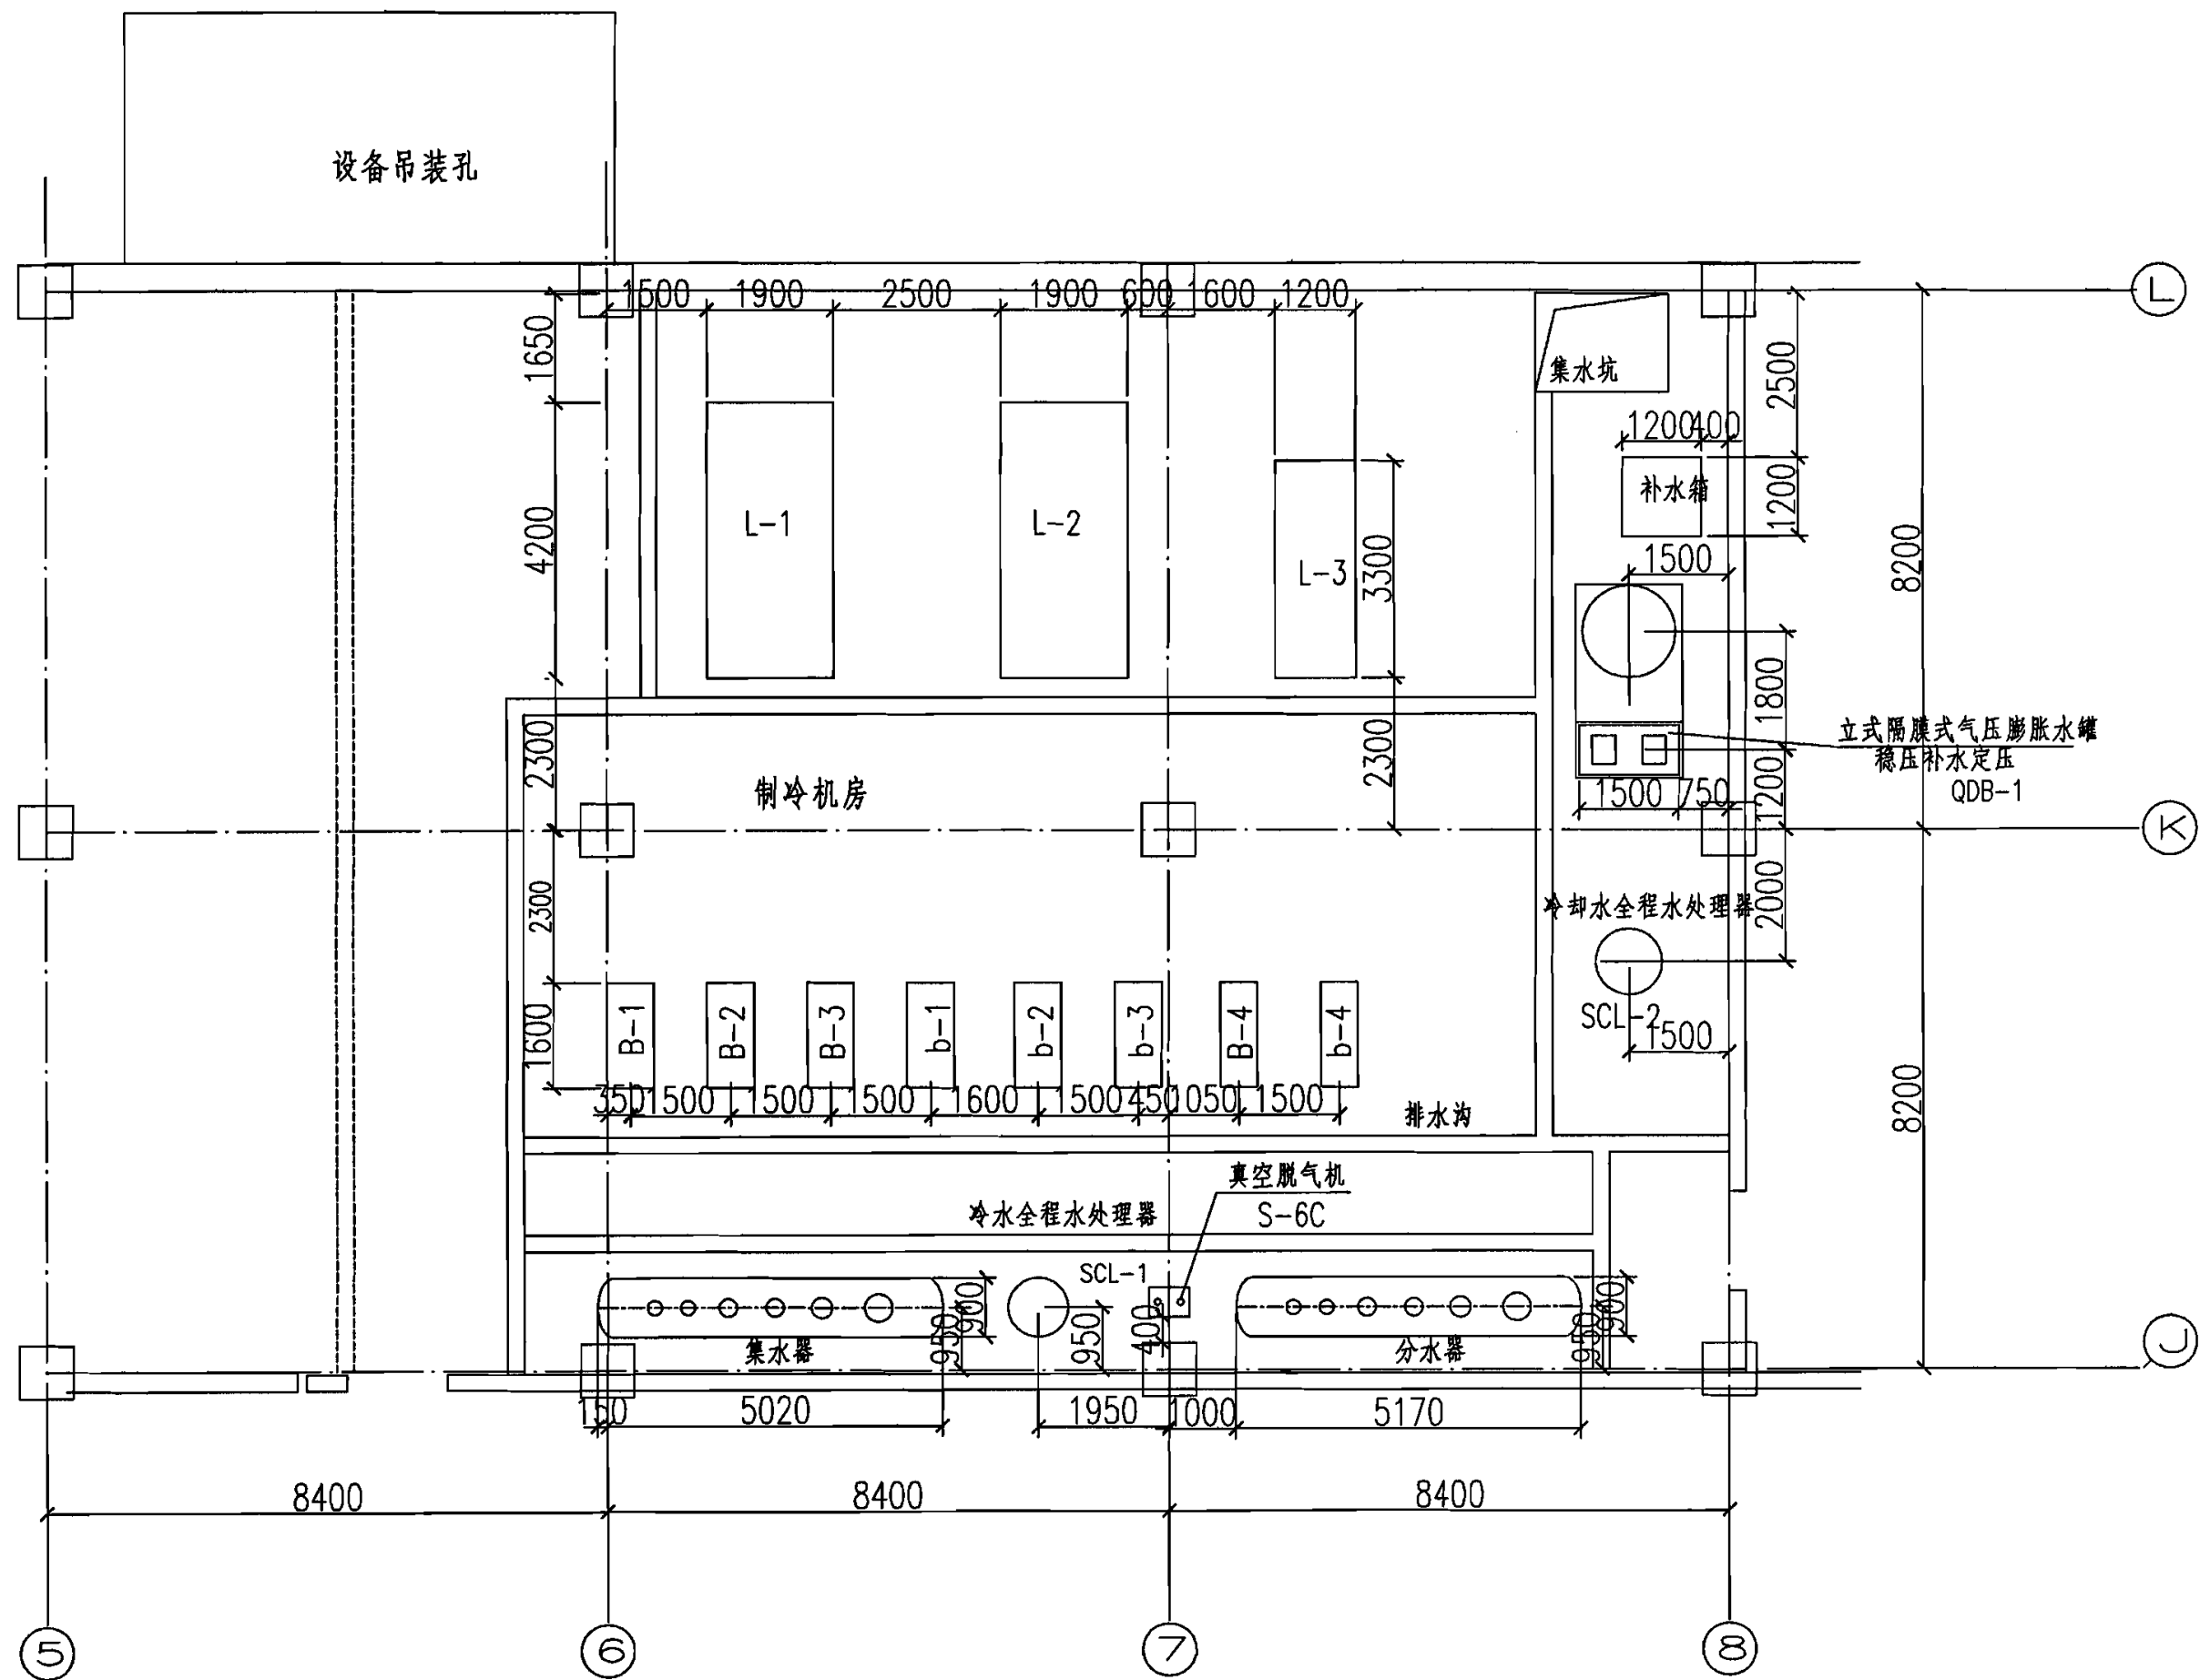 设备吊装孔
L
1500 1900 2500 1900 600 1600 1200
1650
集水坑
2500
1200 400
补水箱
1200
L-1
L-2
L-3
4200
3300
1500
8200
1800
立式隔膜式气压膨胀水罐
稳压补水定压
QDB-1
2300
2300
制冷机房
1500 750
1200
K
2300
冷却水全程水处理器
2000
SCL-2
1500
1600
B-1
B-2
B-3
b-1
b-2
b-3
B-4
b-4
350 1500 1500 1500 1600 1500 450 1050 1500
排水沟
8200
真空脱气机
S-6C
冷水全程水处理器
SCL-1
900
950
950
400
900
950
集水器
分水器
J
150 5020 1950 1000 5170
8400 8400 8400
5 6 7 8